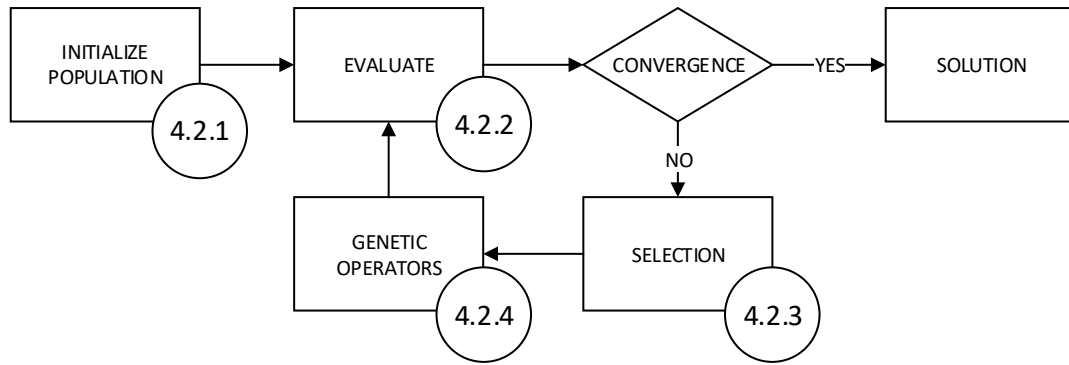 INITIALIZE
POPULATION
4.2.1
EVALUATE
4.2.2
CONVERGENCE
YES
SOLUTION
NO
GENETIC
OPERATORS
4.2.4
SELECTION
4.2.3